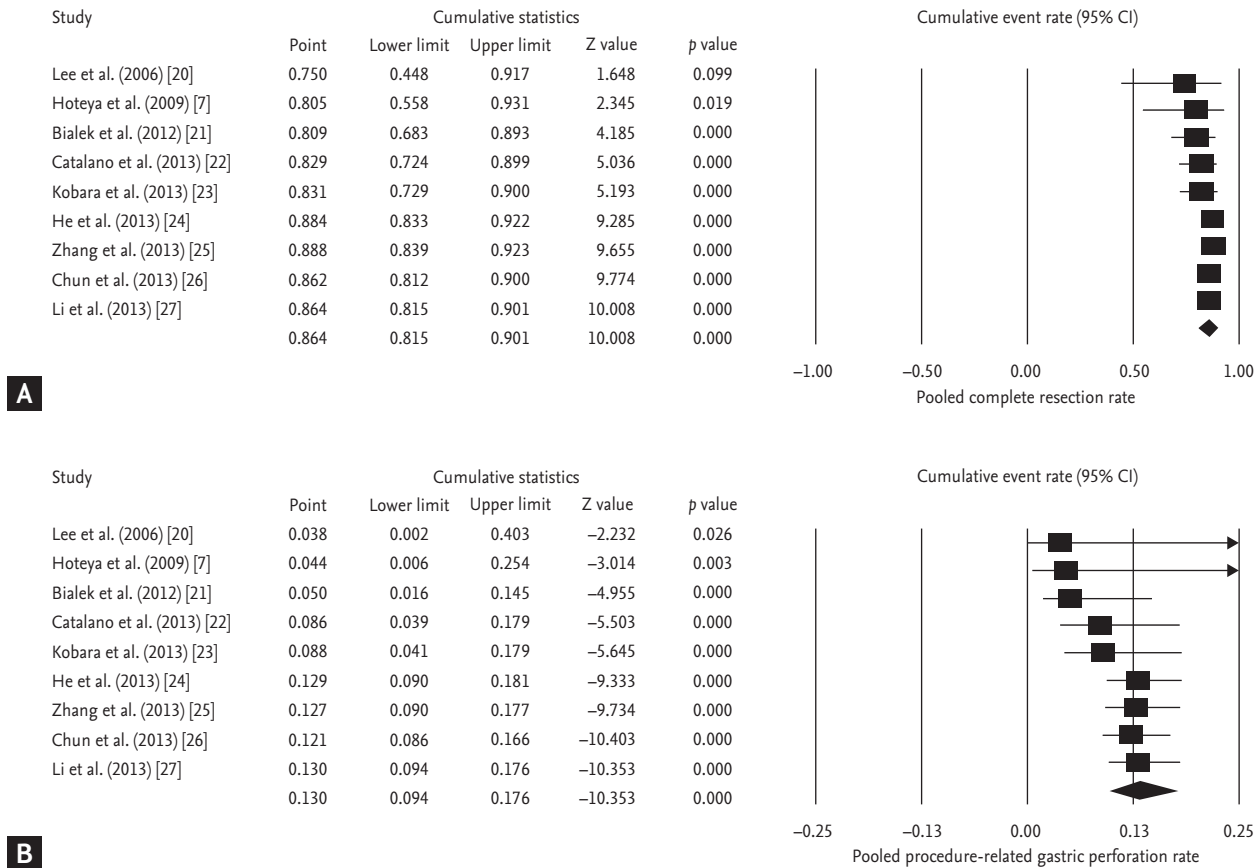 Study Cumulative statistics Cumulative event rate (95% CI)
Point Lower limit Upper limit Z value p value
Lee et al. (2006) [20] 0.750 0.448 0.917 1.648 0.099
Hoteya et al. (2009) [7] 0.805 0.558 0.931 2.345 0.019
Bialek et al. (2012) [21] 0.809 0.683 0.893 4.185 0.000
Catalano et al. (2013) [22] 0.829 0.724 0.899 5.036 0.000
Kobara et al. (2013) [23] 0.831 0.729 0.900 5.193 0.000
He et al. (2013) [24] 0.884 0.833 0.922 9.285 0.000
Zhang et al. (2013) [25] 0.888 0.839 0.923 9.655 0.000
Chun et al. (2013) [26] 0.862 0.812 0.900 9.774 0.000
Li et al. (2013) [27] 0.864 0.815 0.901 10.008 0.000
0.864 0.815 0.901 10.008 0.000
–1.00 –0.50 0.00 0.50 1.00
A Pooled complete resection rate
Study Cumulative statistics Cumulative event rate (95% CI)
Point Lower limit Upper limit Z value p value
Lee et al. (2006) [20] 0.038 0.002 0.403 –2.232 0.026
Hoteya et al. (2009) [7] 0.044 0.006 0.254 –3.014 0.003
Bialek et al. (2012) [21] 0.050 0.016 0.145 –4.955 0.000
Catalano et al. (2013) [22] 0.086 0.039 0.179 –5.503 0.000
Kobara et al. (2013) [23] 0.088 0.041 0.179 –5.645 0.000
He et al. (2013) [24] 0.129 0.090 0.181 –9.333 0.000
Zhang et al. (2013) [25] 0.127 0.090 0.177 –9.734 0.000
Chun et al. (2013) [26] 0.121 0.086 0.166 –10.403 0.000
Li et al. (2013) [27] 0.130 0.094 0.176 –10.353 0.000
0.130 0.094 0.176 –10.353 0.000
–0.25 –0.13 0.00 0.13 0.25
B Pooled procedure-related gastric perforation rate